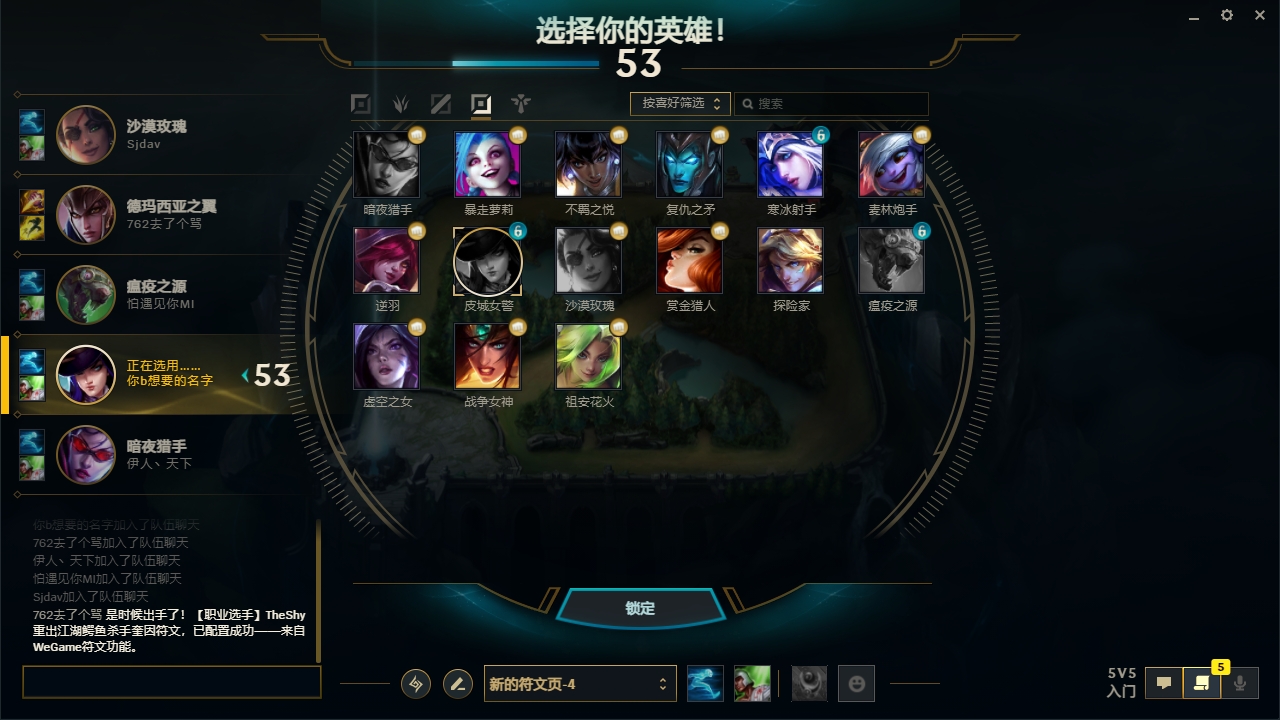 选择你的英雄！
53
按喜好筛选
搜索
沙漠玫瑰
Sjdav
德玛西亚之翼
762去了个骂
瘟疫之源
怕遇见你MI
正在选用……
你b想要的名字
53
暗夜猎手
伊人丶天下
暗夜猎手
暴走萝莉
不羁之悦
复仇之矛
6
寒冰射手
麦林炮手
逆羽
6
皮城女警
沙漠玫瑰
赏金猎人
探险家
6
瘟疫之源
虚空之女
战争女神
祖安花火
你b想要的名字加入了队伍聊天
762去了个骂加入了队伍聊天
伊人丶天下加入了队伍聊天
怕遇见你MI加入了队伍聊天
Sjdav加入了队伍聊天
762去了个骂 是时候出手了！【职业选手】TheShy
重出江湖鳄鱼杀手奎因符文，已配置成功——来自
WeGame符文功能。
锁定
新的符文页-4
5V5
入门
5